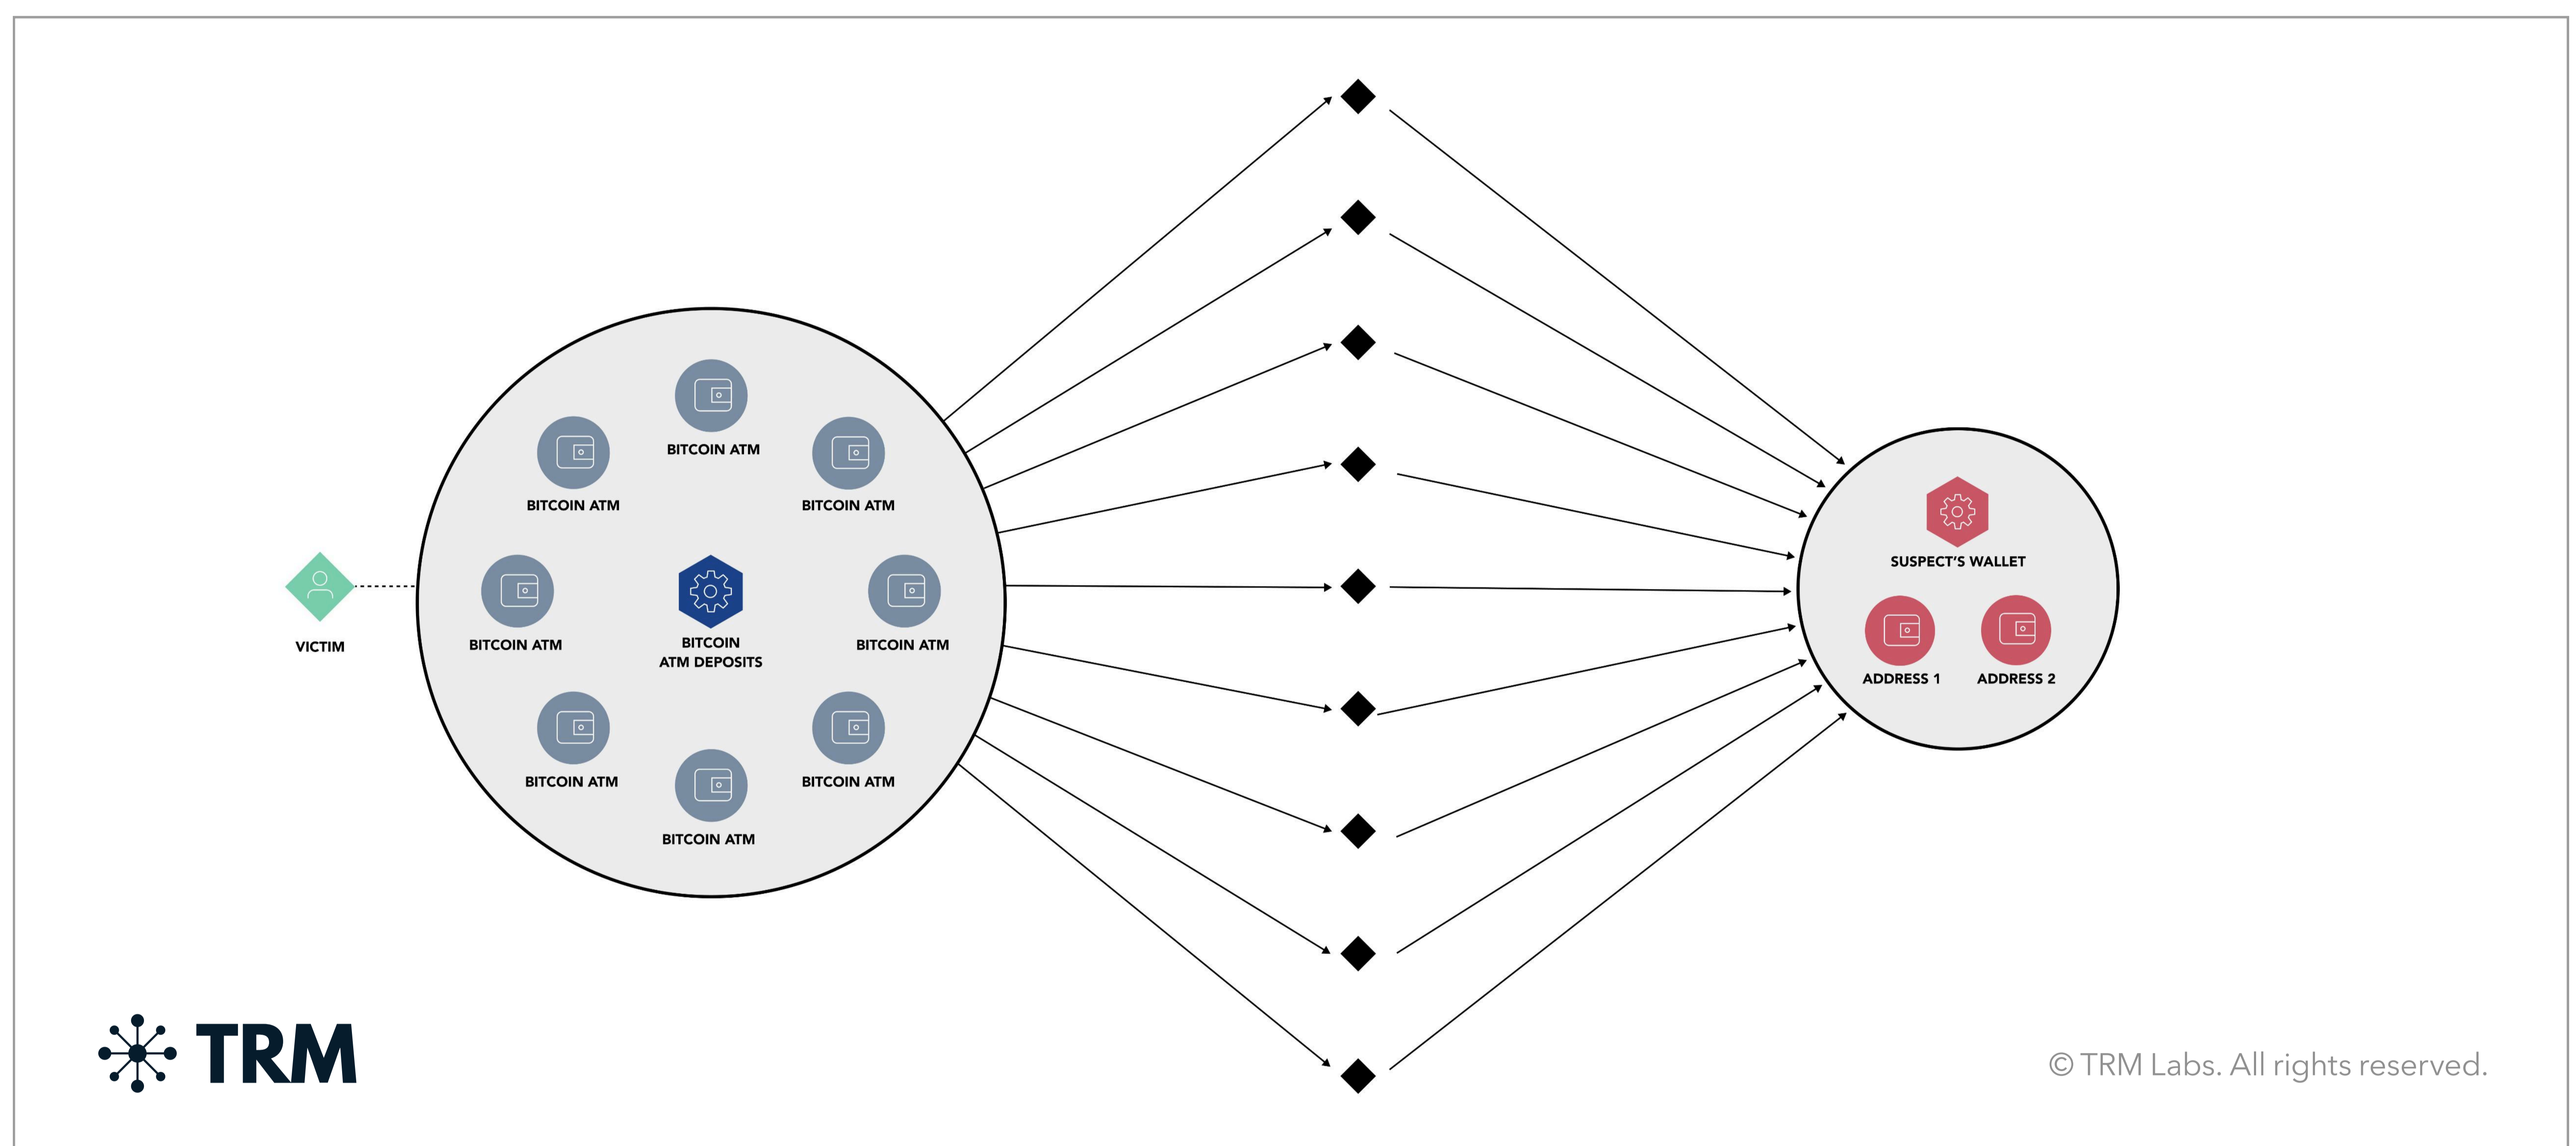 BITCOIN ATM
BITCOIN ATM
BITCOIN ATM
VICTIM
BITCOIN ATM
BITCOIN
ATM DEPOSITS
BITCOIN ATM
BITCOIN ATM
BITCOIN ATM
BITCOIN ATM
SUSPECT'S WALLET
ADDRESS 1
ADDRESS 2
TRM
© TRM Labs. All rights reserved.